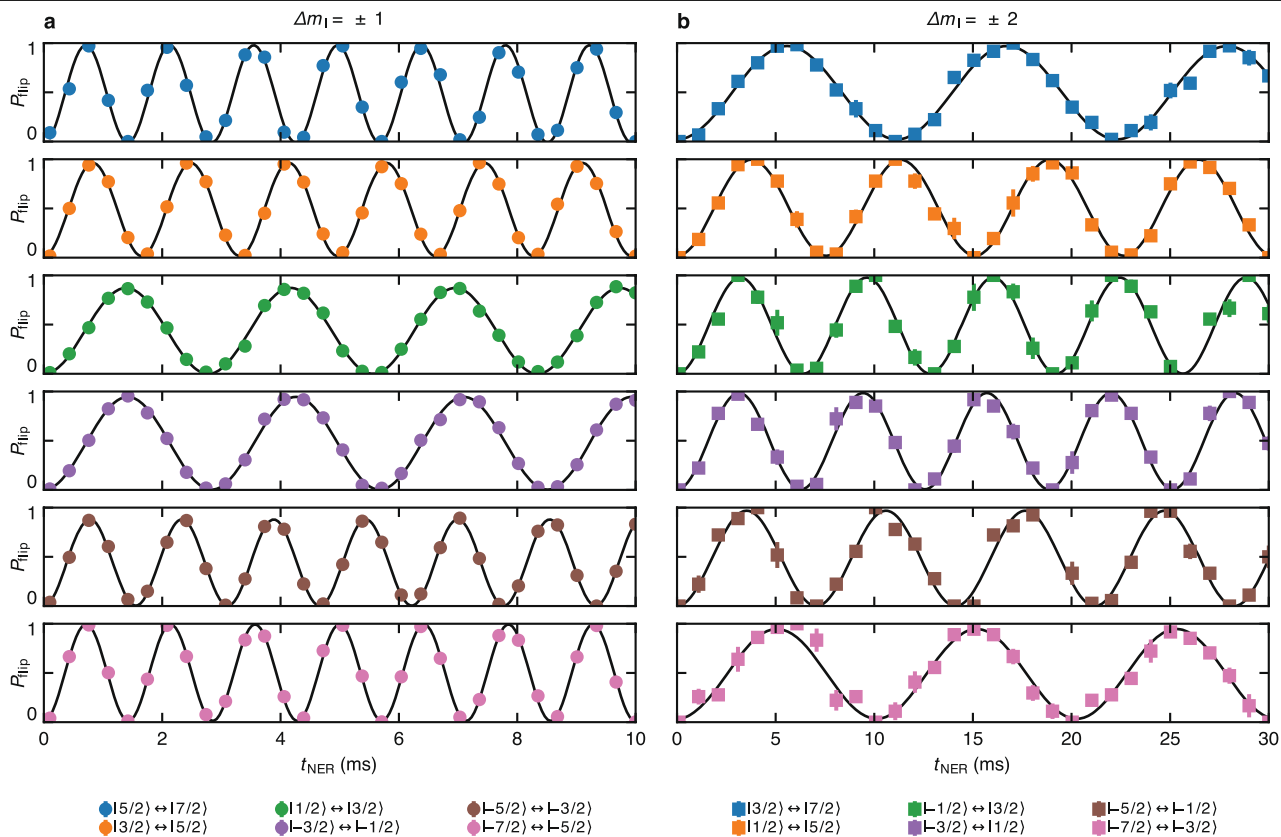 a Δm_I = ± 1
b Δm_I = ± 2
P_flip 1 0
P_flip 1 0
P_flip 1 0
P_flip 1 0
P_flip 1 0
P_flip 1 0
0 2 4 6 8 10
0 5 10 15 20 25 30
t_NER (ms)
t_NER (ms)
|5/2⟩ ↔ |7/2⟩ |1/2⟩ ↔ |3/2⟩ |-5/2⟩ ↔ |-3/2⟩
|3/2⟩ ↔ |5/2⟩ |-3/2⟩ ↔ |-1/2⟩ |-7/2⟩ ↔ |-5/2⟩
|3/2⟩ ↔ |7/2⟩ |-1/2⟩ ↔ |3/2⟩ |-5/2⟩ ↔ |-1/2⟩
|1/2⟩ ↔ |5/2⟩ |-3/2⟩ ↔ |1/2⟩ |-7/2⟩ ↔ |-3/2⟩